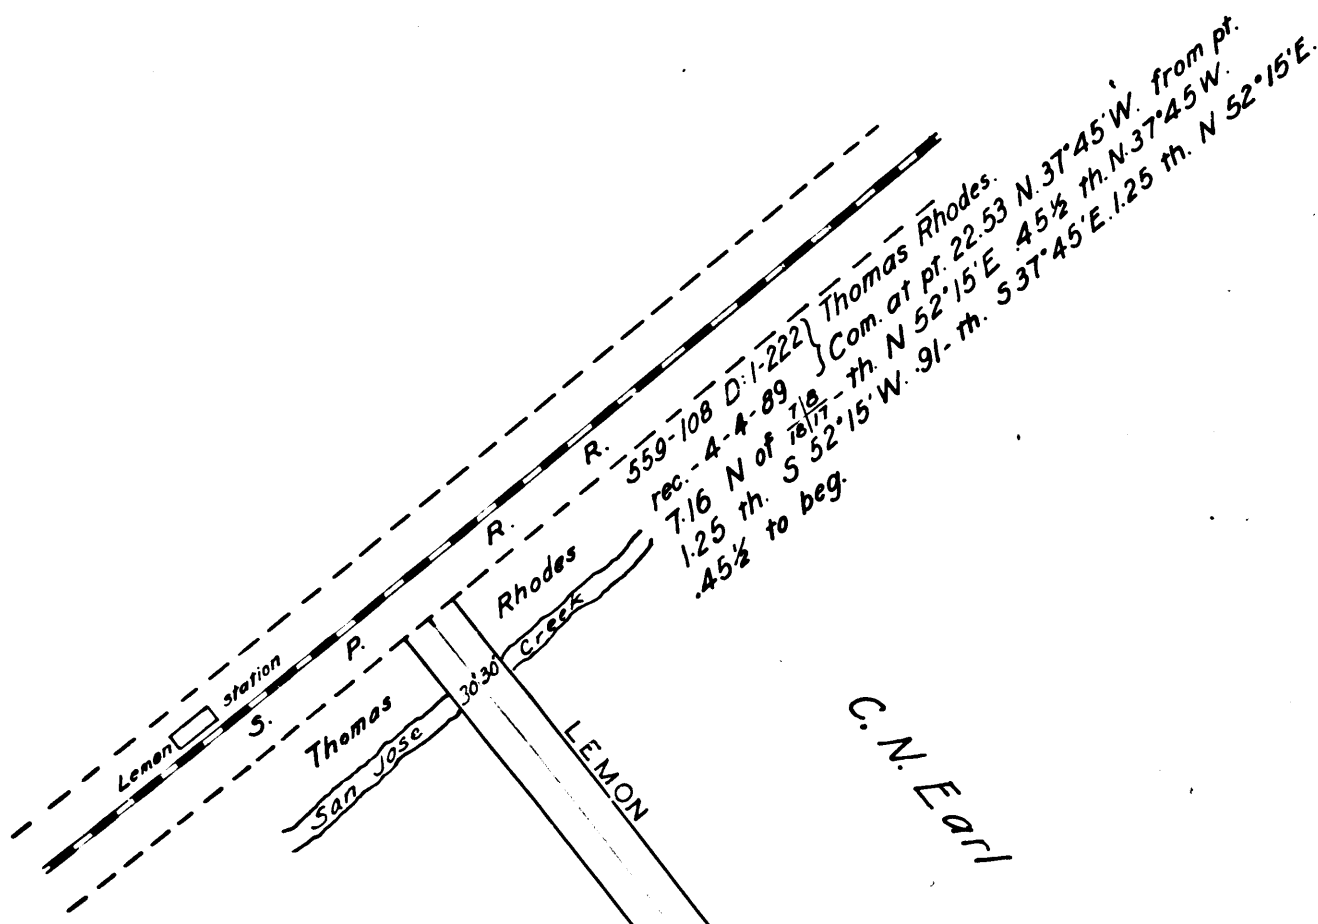 559-108 D:1-222 } Thomas Rhodes.
rec.-4-4-89 } Com. at pt. 22.53 N.37°45'W. from pt.
7.16 N of 7|8 18|17 - th. N 52°15'E .45½ th. N.37°45W.
1.25 th. S 52°15'W. .91- th. S37°45'E. 1.25 th. N 52°15'E.
.45½ to beg.
Lemon station
S. P. R. R.
Thomas Rhodes
San Jose Creek
30' 30'
LEMON
C. N. Earl